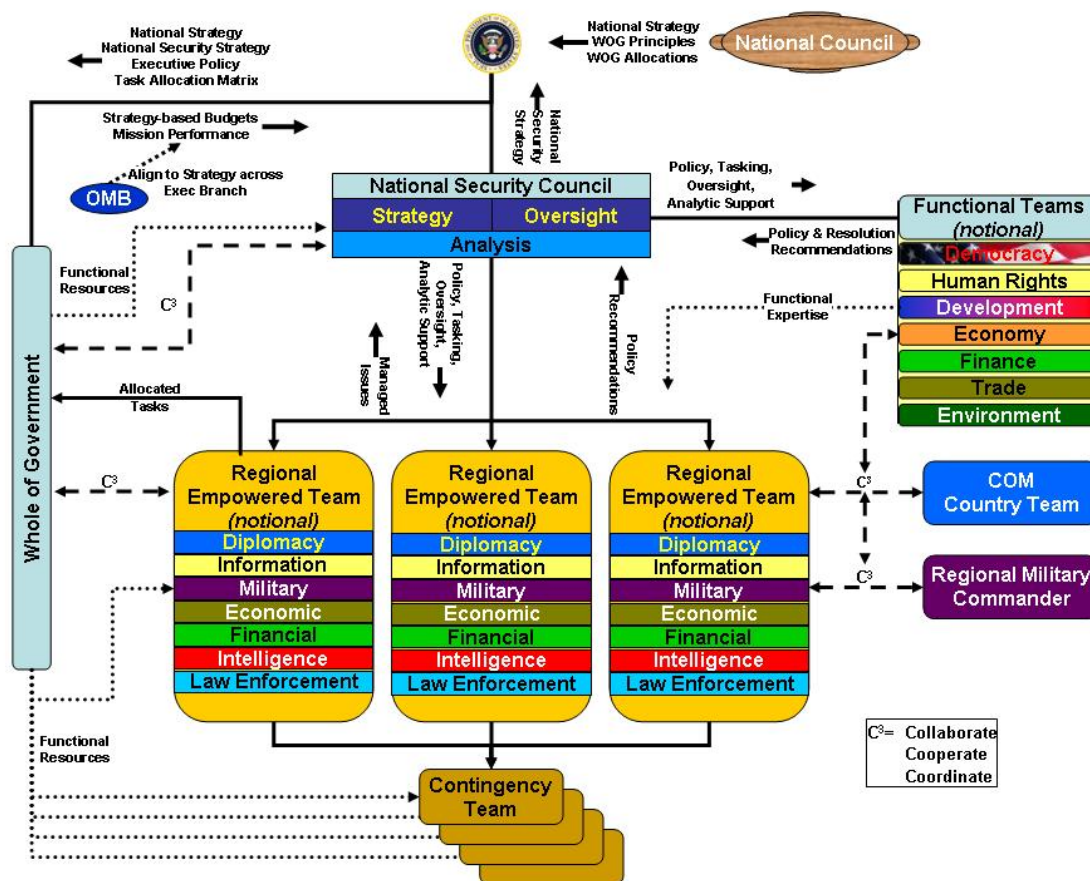 National Strategy
National Security Strategy
Executive Policy
Task Allocation Matrix
National Strategy
WOG Principles
WOG Allocations
National Council
Strategy-based Budgets
Mission Performance
National
Security
Strategy
OMB
Align to Strategy across
Exec Branch
National Security Council
Strategy
Oversight
Analysis
Policy, Tasking,
Oversight,
Analytic Support
Policy & Resolution
Recommendations
Functional Teams
(notional)
Democracy
Human Rights
Development
Economy
Finance
Trade
Environment
Functional
Resources
C³
Policy, Tasking,
Oversight,
Analytic Support
Managed
Issues
Policy
Recommendations
Functional
Expertise
Whole of Government
Allocated
Tasks
C³
Regional
Empowered Team
(notional)
Diplomacy
Information
Military
Economic
Financial
Intelligence
Law Enforcement
Regional
Empowered Team
(notional)
Diplomacy
Information
Military
Economic
Financial
Intelligence
Law Enforcement
Regional
Empowered Team
(notional)
Diplomacy
Information
Military
Economic
Financial
Intelligence
Law Enforcement
C³
COM
Country Team
C³
Regional Military
Commander
Functional
Resources
Contingency
Team
C³= Collaborate
Cooperate
Coordinate